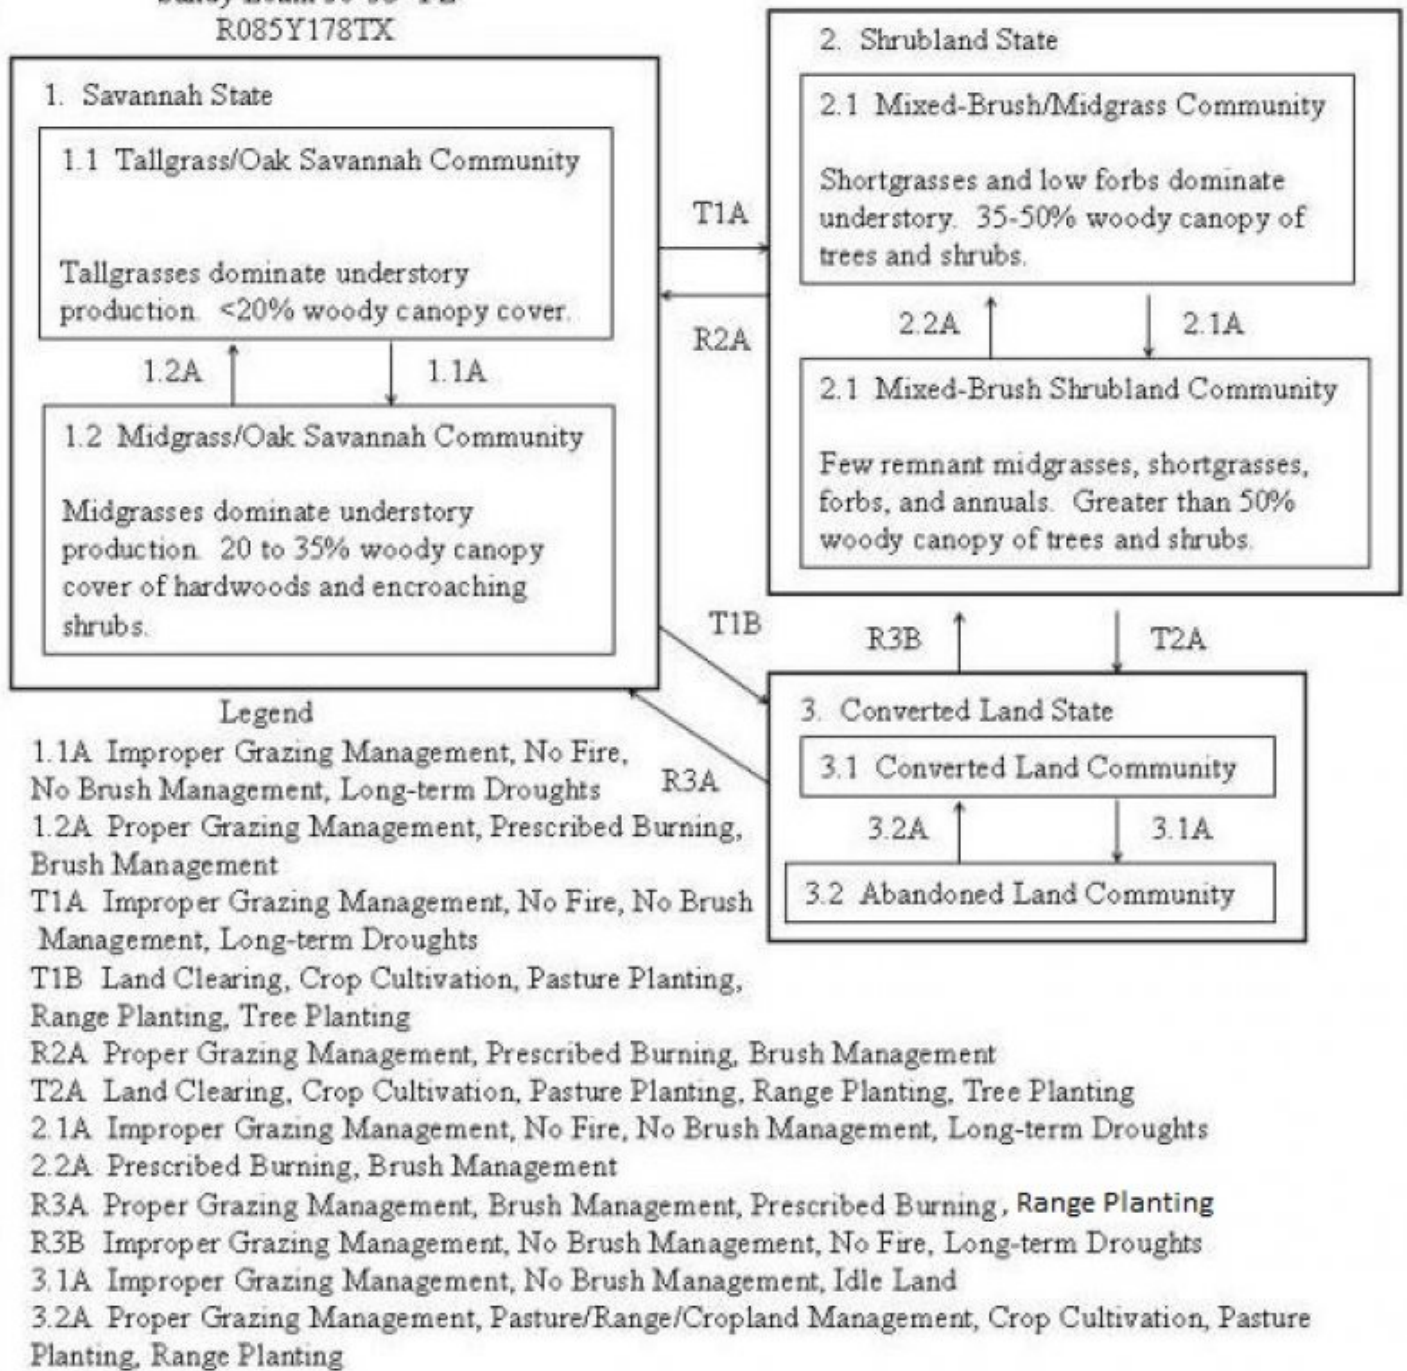 R085Y178TX
1. Savannah State
1.1 Tallgrass/Oak Savannah Community
Tallgrasses dominate understory
production. <20% woody canopy cover.
1.2A
1.1A
1.2 Midgrass/Oak Savannah Community
Midgrasses dominate understory
production. 20 to 35% woody canopy
cover of hardwoods and encroaching
shrubs.
T1A
R2A
2. Shrubland State
2.1 Mixed-Brush/Midgrass Community
Shortgrasses and low forbs dominate
understory. 35-50% woody canopy of
trees and shrubs.
2.2A
2.1A
2.1 Mixed-Brush Shrubland Community
Few remnant midgrasses, shortgrasses,
forbs, and annuals. Greater than 50%
woody canopy of trees and shrubs.
T1B
R3B
T2A
R3A
3. Converted Land State
3.1 Converted Land Community
3.2A
3.1A
3.2 Abandoned Land Community
Legend
1.1A Improper Grazing Management, No Fire,
No Brush Management, Long-term Droughts
1.2A Proper Grazing Management, Prescribed Burning,
Brush Management
T1A Improper Grazing Management, No Fire, No Brush
Management, Long-term Droughts
T1B Land Clearing, Crop Cultivation, Pasture Planting,
Range Planting, Tree Planting
R2A Proper Grazing Management, Prescribed Burning, Brush Management
T2A Land Clearing, Crop Cultivation, Pasture Planting, Range Planting, Tree Planting
2.1A Improper Grazing Management, No Fire, No Brush Management, Long-term Droughts
2.2A Prescribed Burning, Brush Management
R3A Proper Grazing Management, Brush Management, Prescribed Burning, Range Planting
R3B Improper Grazing Management, No Brush Management, No Fire, Long-term Droughts
3.1A Improper Grazing Management, No Brush Management, Idle Land
3.2A Proper Grazing Management, Pasture/Range/Cropland Management, Crop Cultivation, Pasture
Planting, Range Planting